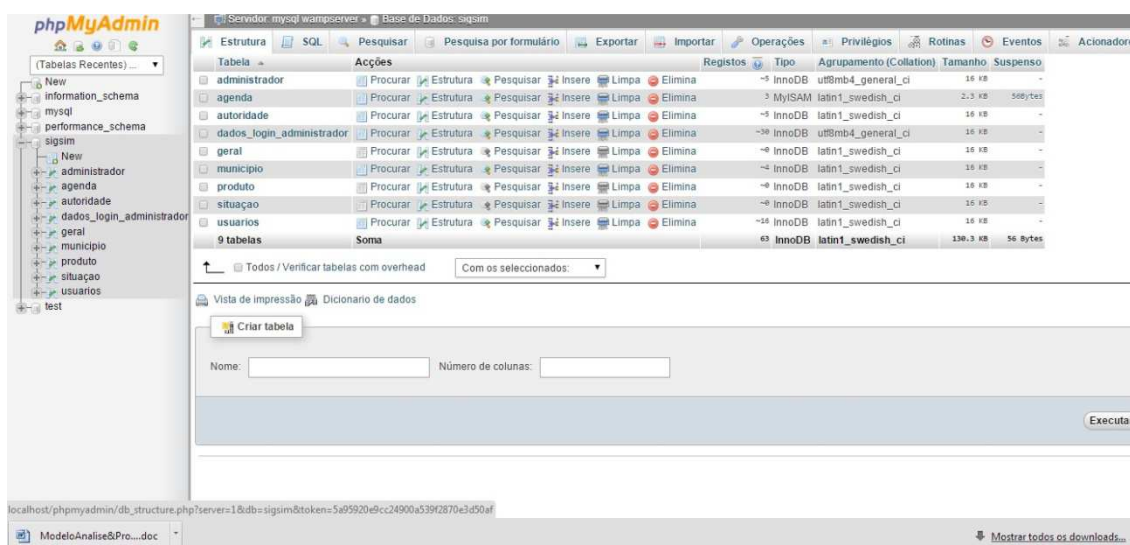 phpMyAdmin
(Tabelas Recentes) ...
New
information_schema
mysql
performance_schema
sigsim
New
administrador
agenda
autoridade
dados_login_administrador
geral
municipio
produto
situaçao
usuarios
test
Servidor: mysql wampserver » Base de Dados: sigsim
Estrutura SQL Pesquisar Pesquisa por formulário Exportar Importar Operações Privilégios Rotinas Eventos Acionador
Tabela Acções Registos Tipo Agrupamento (Collation) Tamanho Suspenso
administrador Procurar Estrutura Pesquisar Insere Limpa Elimina ~5 InnoDB utf8mb4_general_ci 16 KB -
agenda Procurar Estrutura Pesquisar Insere Limpa Elimina 3 MyISAM latin1_swedish_ci 2.3 KB 56Bytes
autoridade Procurar Estrutura Pesquisar Insere Limpa Elimina ~5 InnoDB latin1_swedish_ci 16 KB -
dados_login_administrador Procurar Estrutura Pesquisar Insere Limpa Elimina ~30 InnoDB utf8mb4_general_ci 16 KB -
geral Procurar Estrutura Pesquisar Insere Limpa Elimina ~0 InnoDB latin1_swedish_ci 16 KB -
municipio Procurar Estrutura Pesquisar Insere Limpa Elimina ~4 InnoDB latin1_swedish_ci 16 KB -
produto Procurar Estrutura Pesquisar Insere Limpa Elimina ~0 InnoDB latin1_swedish_ci 16 KB -
situaçao Procurar Estrutura Pesquisar Insere Limpa Elimina ~0 InnoDB latin1_swedish_ci 16 KB -
usuarios Procurar Estrutura Pesquisar Insere Limpa Elimina ~16 InnoDB latin1_swedish_ci 16 KB -
9 tabelas Soma 63 InnoDB latin1_swedish_ci 130.3 KB 56 Bytes
Todos / Verificar tabelas com overhead Com os seleccionados:
Vista de impressão Dicionario de dados
Criar tabela
Nome: Número de colunas:
Executa
localhost/phpmyadmin/db_structure.php?server=1&db=sigsim&token=5a95920e9cc24900a539f2870e3d50af
ModeloAnalise&Pro....doc Mostrar todos os downloads...